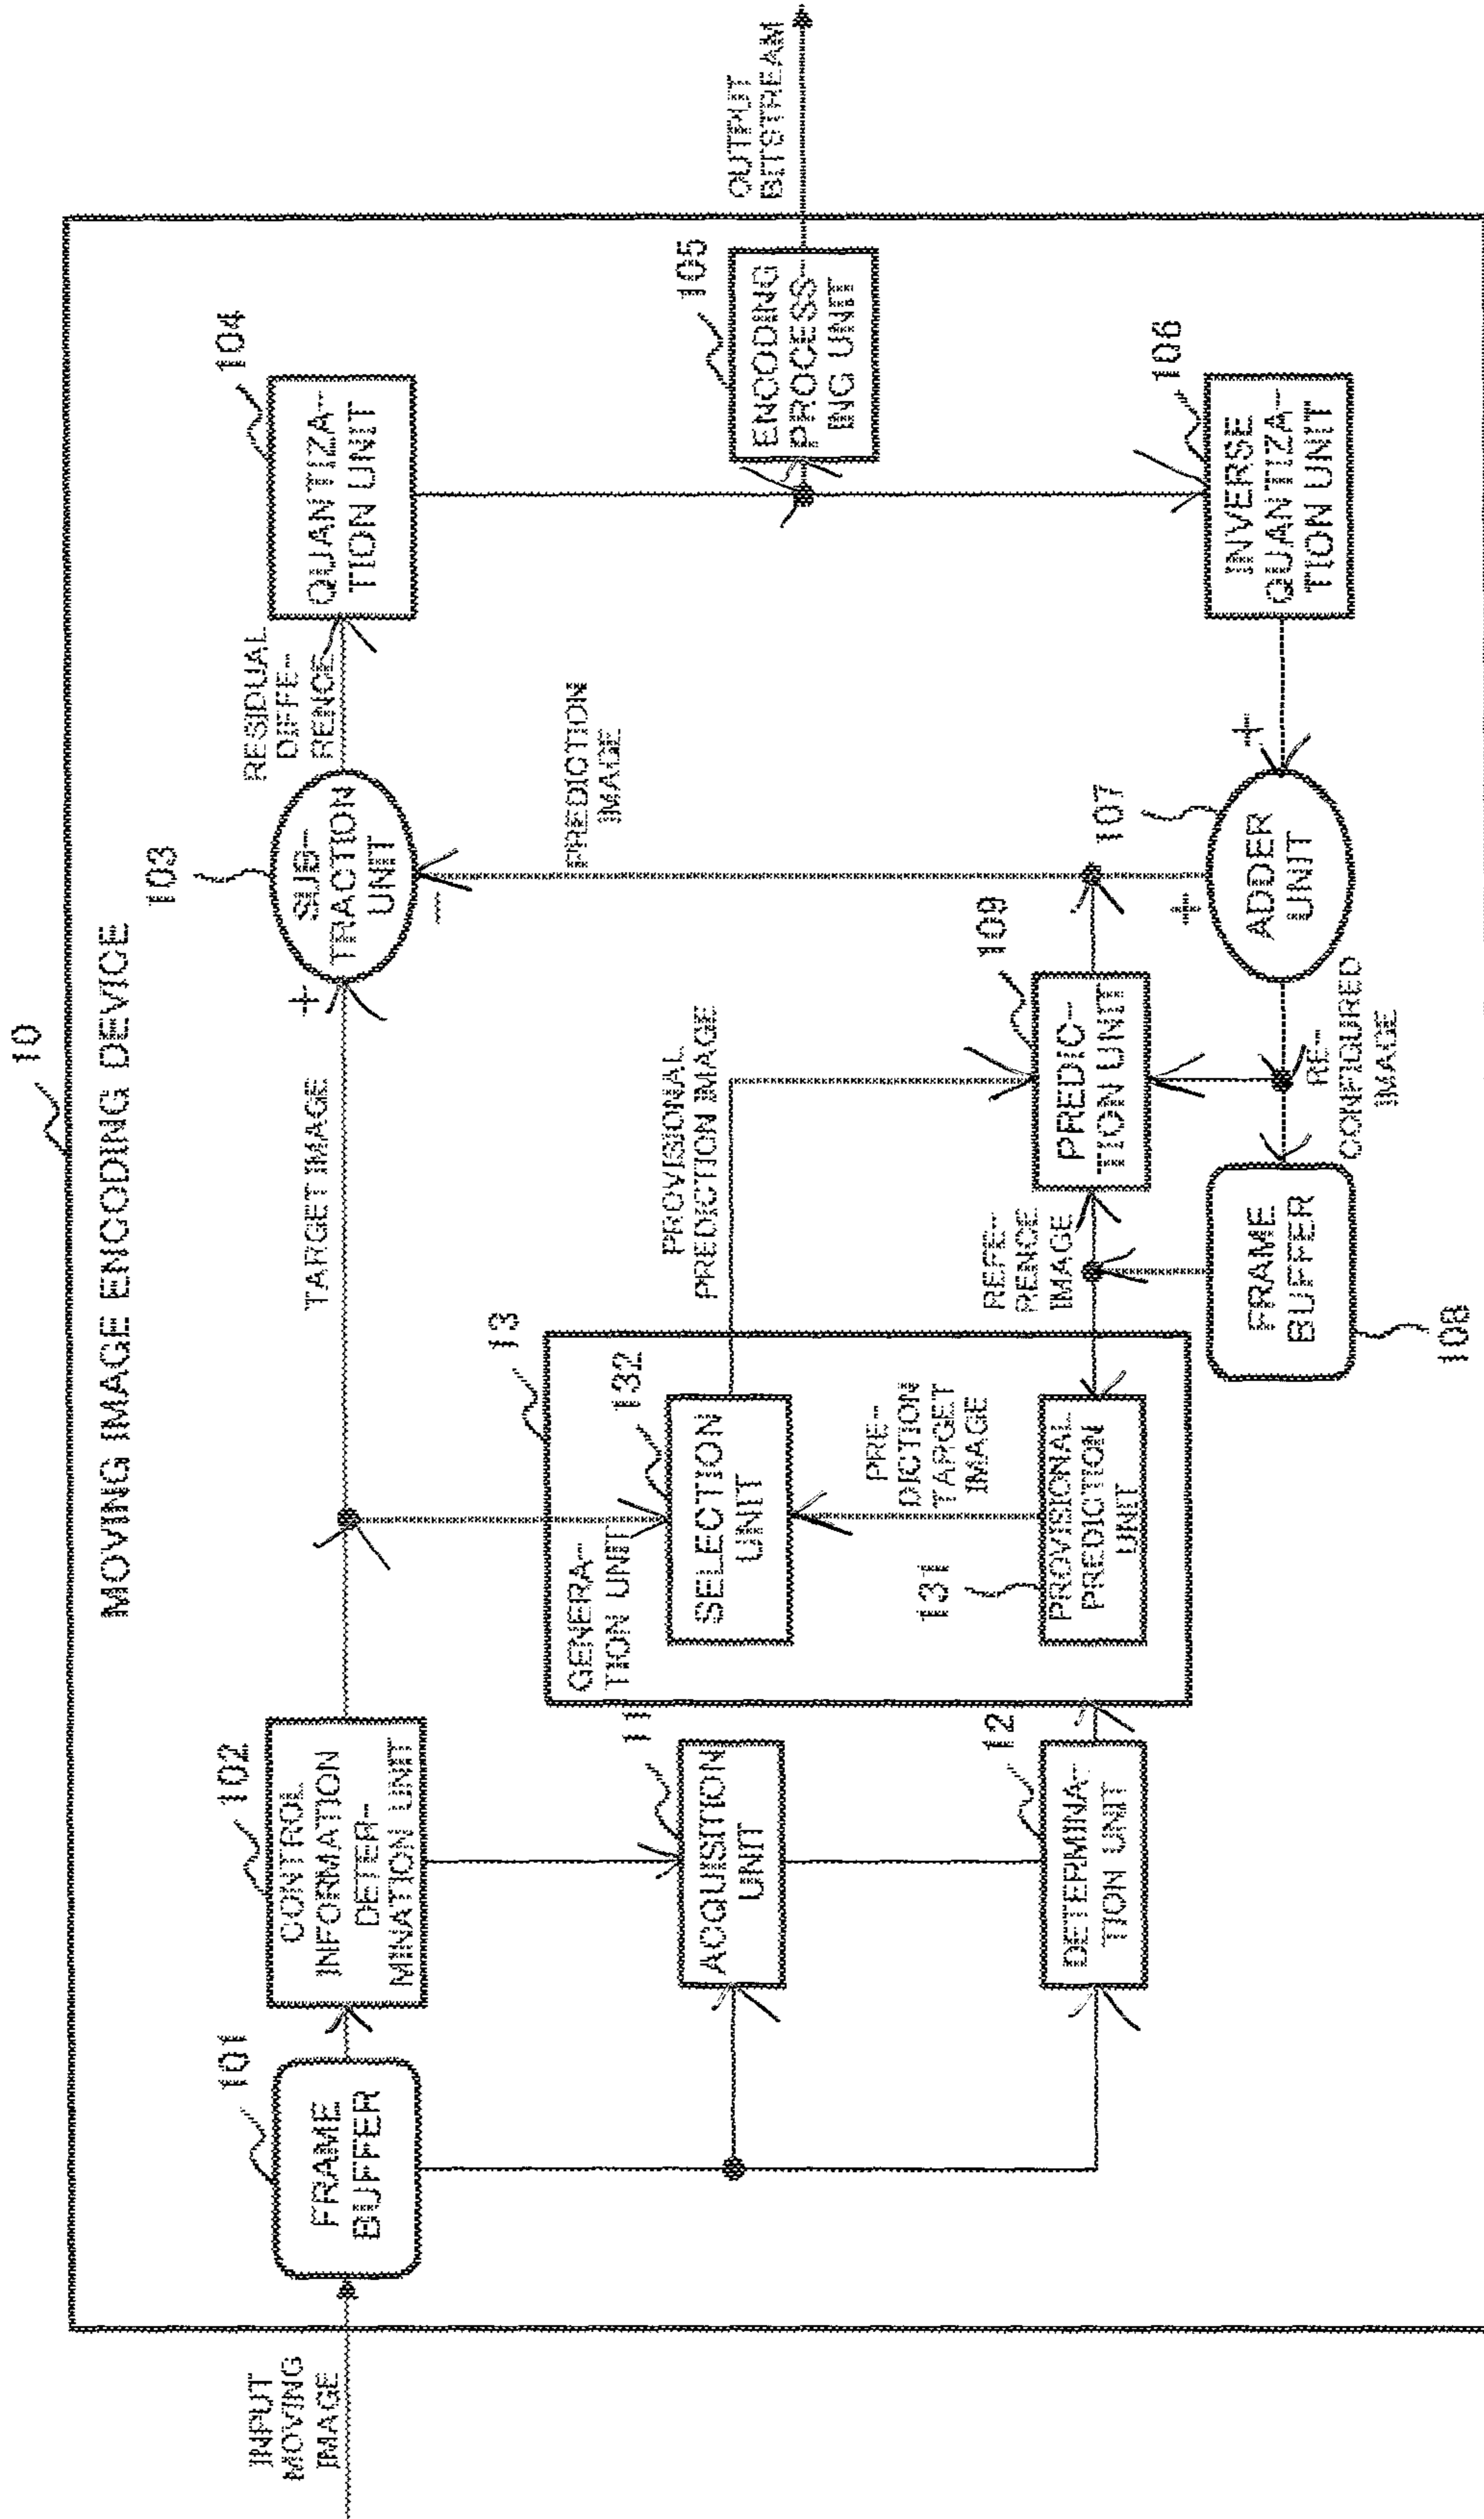 10
MOVING IMAGE ENCODING DEVICE
INPUT
MOVING
IMAGE
101
FRAME
BUFFER
102
CONTROL
INFORMATION
DETER-
MINATION UNIT
TARGET IMAGE
+
103
SUB-
TRACTION
UNIT
-
RESIDUAL
DIFFE-
RENCE
104
QUANTIZA-
TION UNIT
PREDICTION
IMAGE
105
ENCODING
PROCESS-
ING UNIT
OUTPUT
BITSTREAM
11
ACQUISITION
UNIT
12
DETERMINA-
TION UNIT
13
GENERA-
TION UNIT
132
SELECTION
UNIT
PRE-
DICTION
TARGET
IMAGE
131
PROVISIONAL
PREDICTION
UNIT
PROVISIONAL
PREDICTION IMAGE
REFE-
RENCE
IMAGE
109
PREDIC-
TION UNIT
107
+
ADDER
UNIT
+
106
INVERSE
QUANTIZA-
TION UNIT
FRAME
BUFFER
108
RE-
CONFIGURED
IMAGE